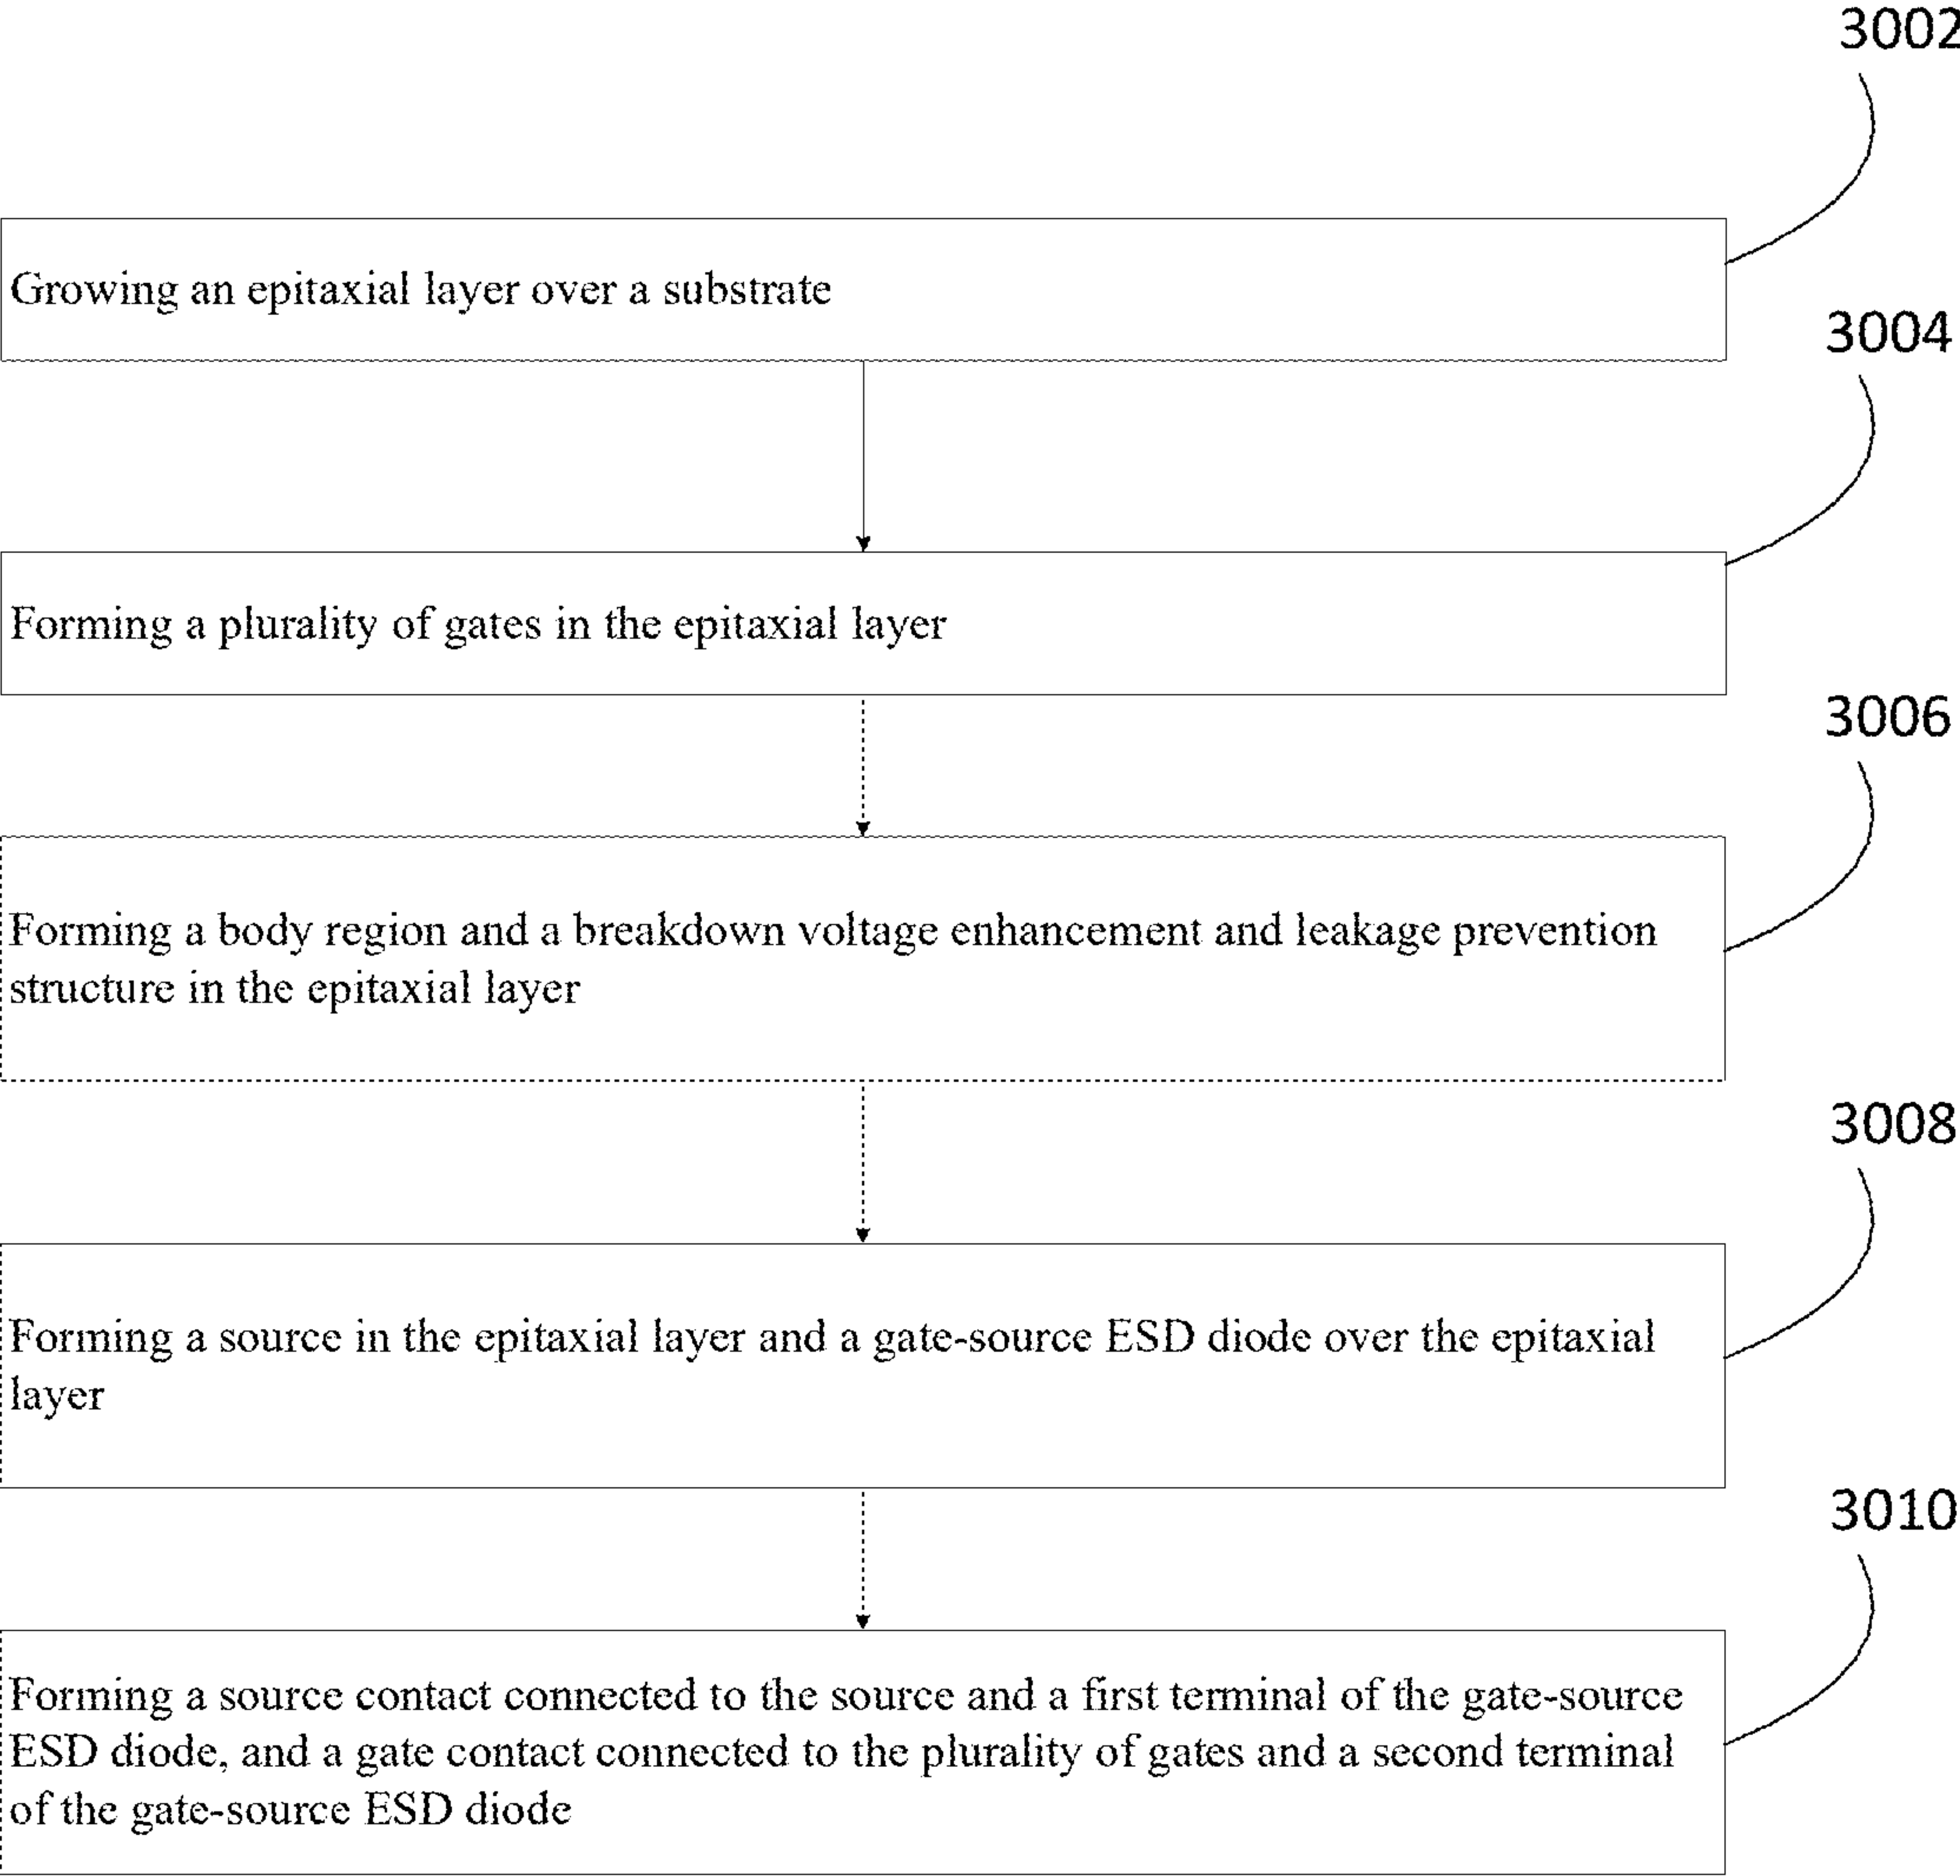 3002
Growing an epitaxial layer over a substrate
3004
Forming a plurality of gates in the epitaxial layer
3006
Forming a body region and a breakdown voltage enhancement and leakage prevention
structure in the epitaxial layer
3008
Forming a source in the epitaxial layer and a gate-source ESD diode over the epitaxial
layer
3010
Forming a source contact connected to the source and a first terminal of the gate-source
ESD diode, and a gate contact connected to the plurality of gates and a second terminal
of the gate-source ESD diode